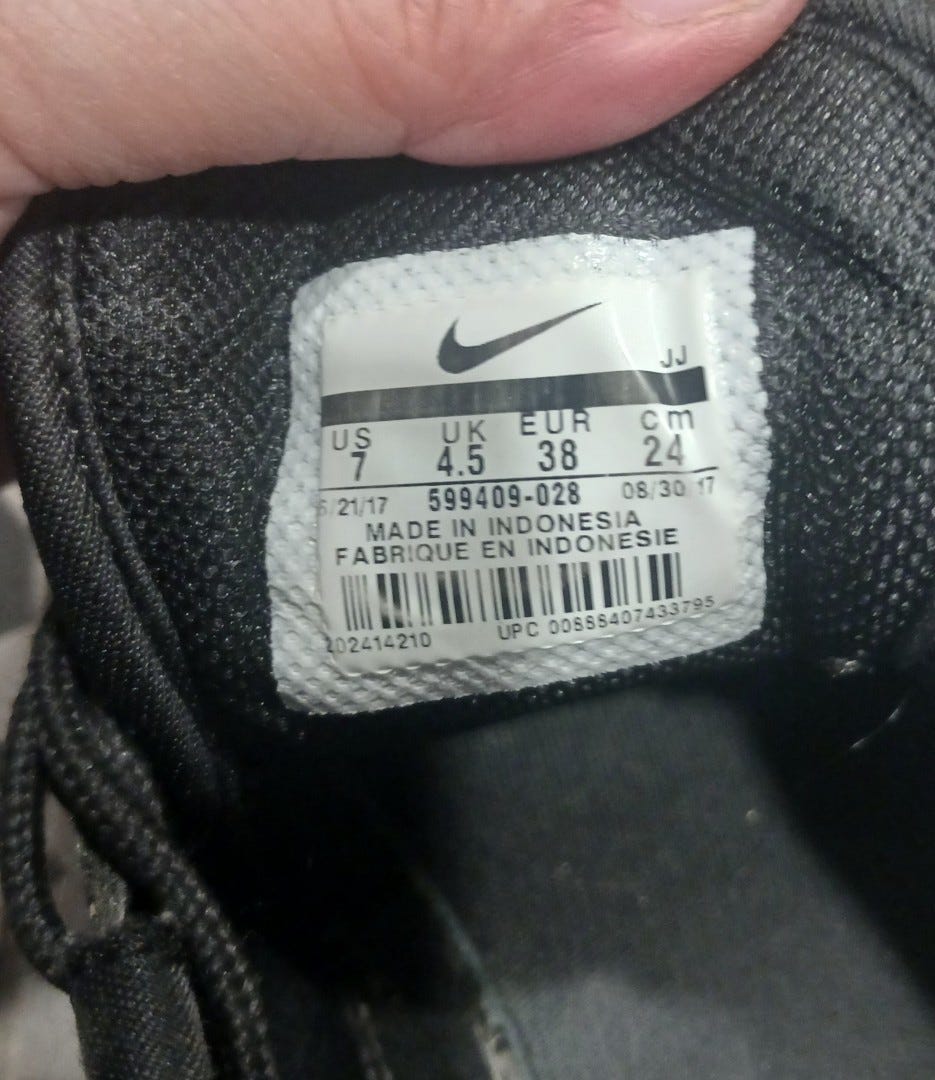 JJ
US UK EUR cm
7 4.5 38 24
/21/17 599409-028 08/30 17
MADE IN INDONESIA
FABRIQUE EN INDONESIE
202414210 UPC 00888407433795